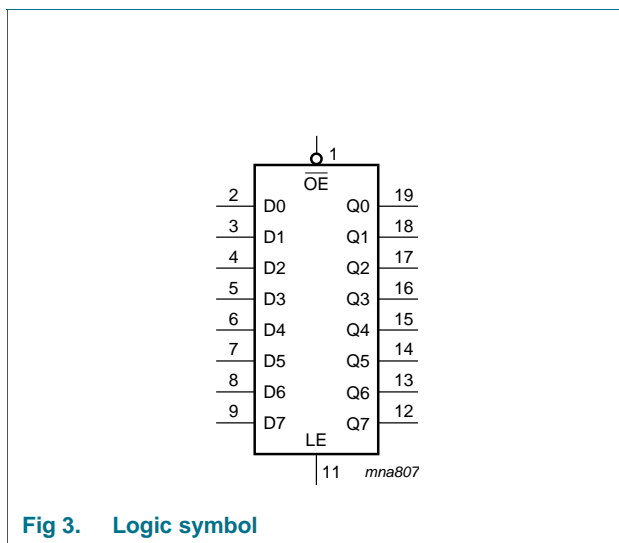 1
OE
2 D0 Q0 19
3 D1 Q1 18
4 D2 Q2 17
5 D3 Q3 16
6 D4 Q4 15
7 D5 Q5 14
8 D6 Q6 13
9 D7 Q7 12
LE
11 mna807
Fig 3. Logic symbol